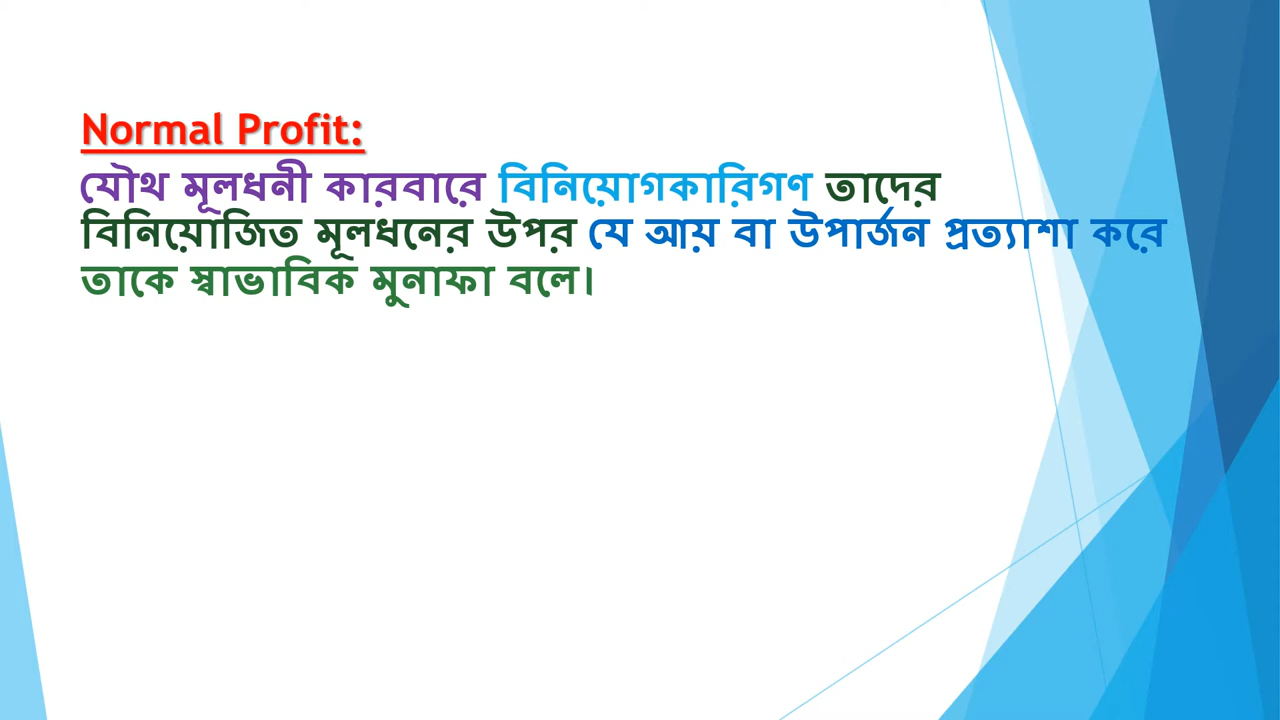 Normal Profit:
যৌথ মূলধনী কারবারে বিনিয়োগকারিগণ তাদের
বিনিয়োজিত মূলধনের উপর যে আয় বা উপার্জন প্রত্যাশা করে
তাকে স্বাভাবিক মুনাফা বলে।